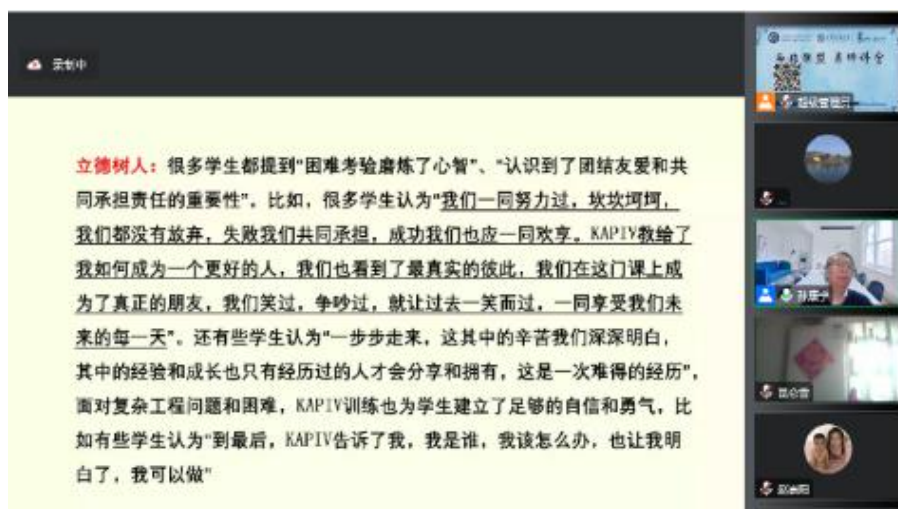 录制中
立德树人：很多学生都提到"困难考验磨炼了心智"、"认识到了团结友爱和共
同承担责任的重要性"，比如，很多学生认为"我们一同努力过，坎坎坷坷，
我们都没有放弃，失败我们共同承担，成功我们也应一同欢享。KAPIV教给了
我如何成为一个更好的人，我们也看到了最真实的彼此，我们在这门课上成
为了真正的朋友，我们笑过，争吵过，就让过去一笑而过，一同享受我们未
来的每一天"。还有些学生认为"一步步走来，这其中的辛苦我们深深明白，
其中的经验和成长也只有经历过的人才会分享和拥有，这是一次难得的经历"，
面对复杂工程问题和困难，KAPIV训练也为学生建立了足够的自信和勇气，比
如有些学生认为"到最后，KAPIV告诉了我，我是谁，我该怎么办，也让我明
白了，我可以做"
超级管理员